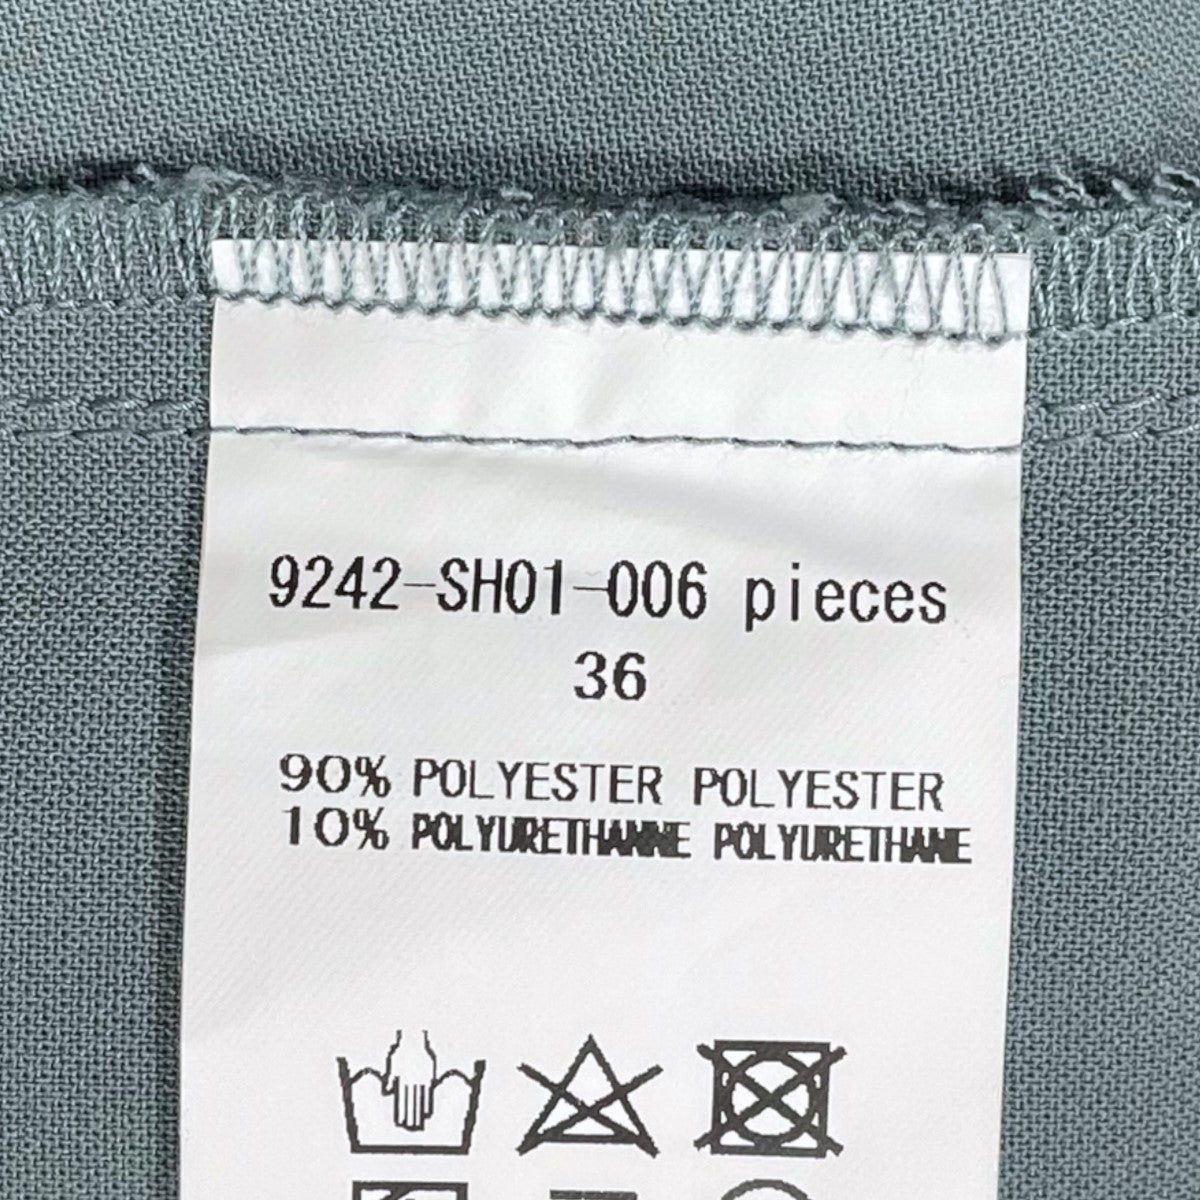 9242-SH01-006 pieces
36
90% POLYESTER POLYESTER
10% POLYURETHANNE POLYURETHANE